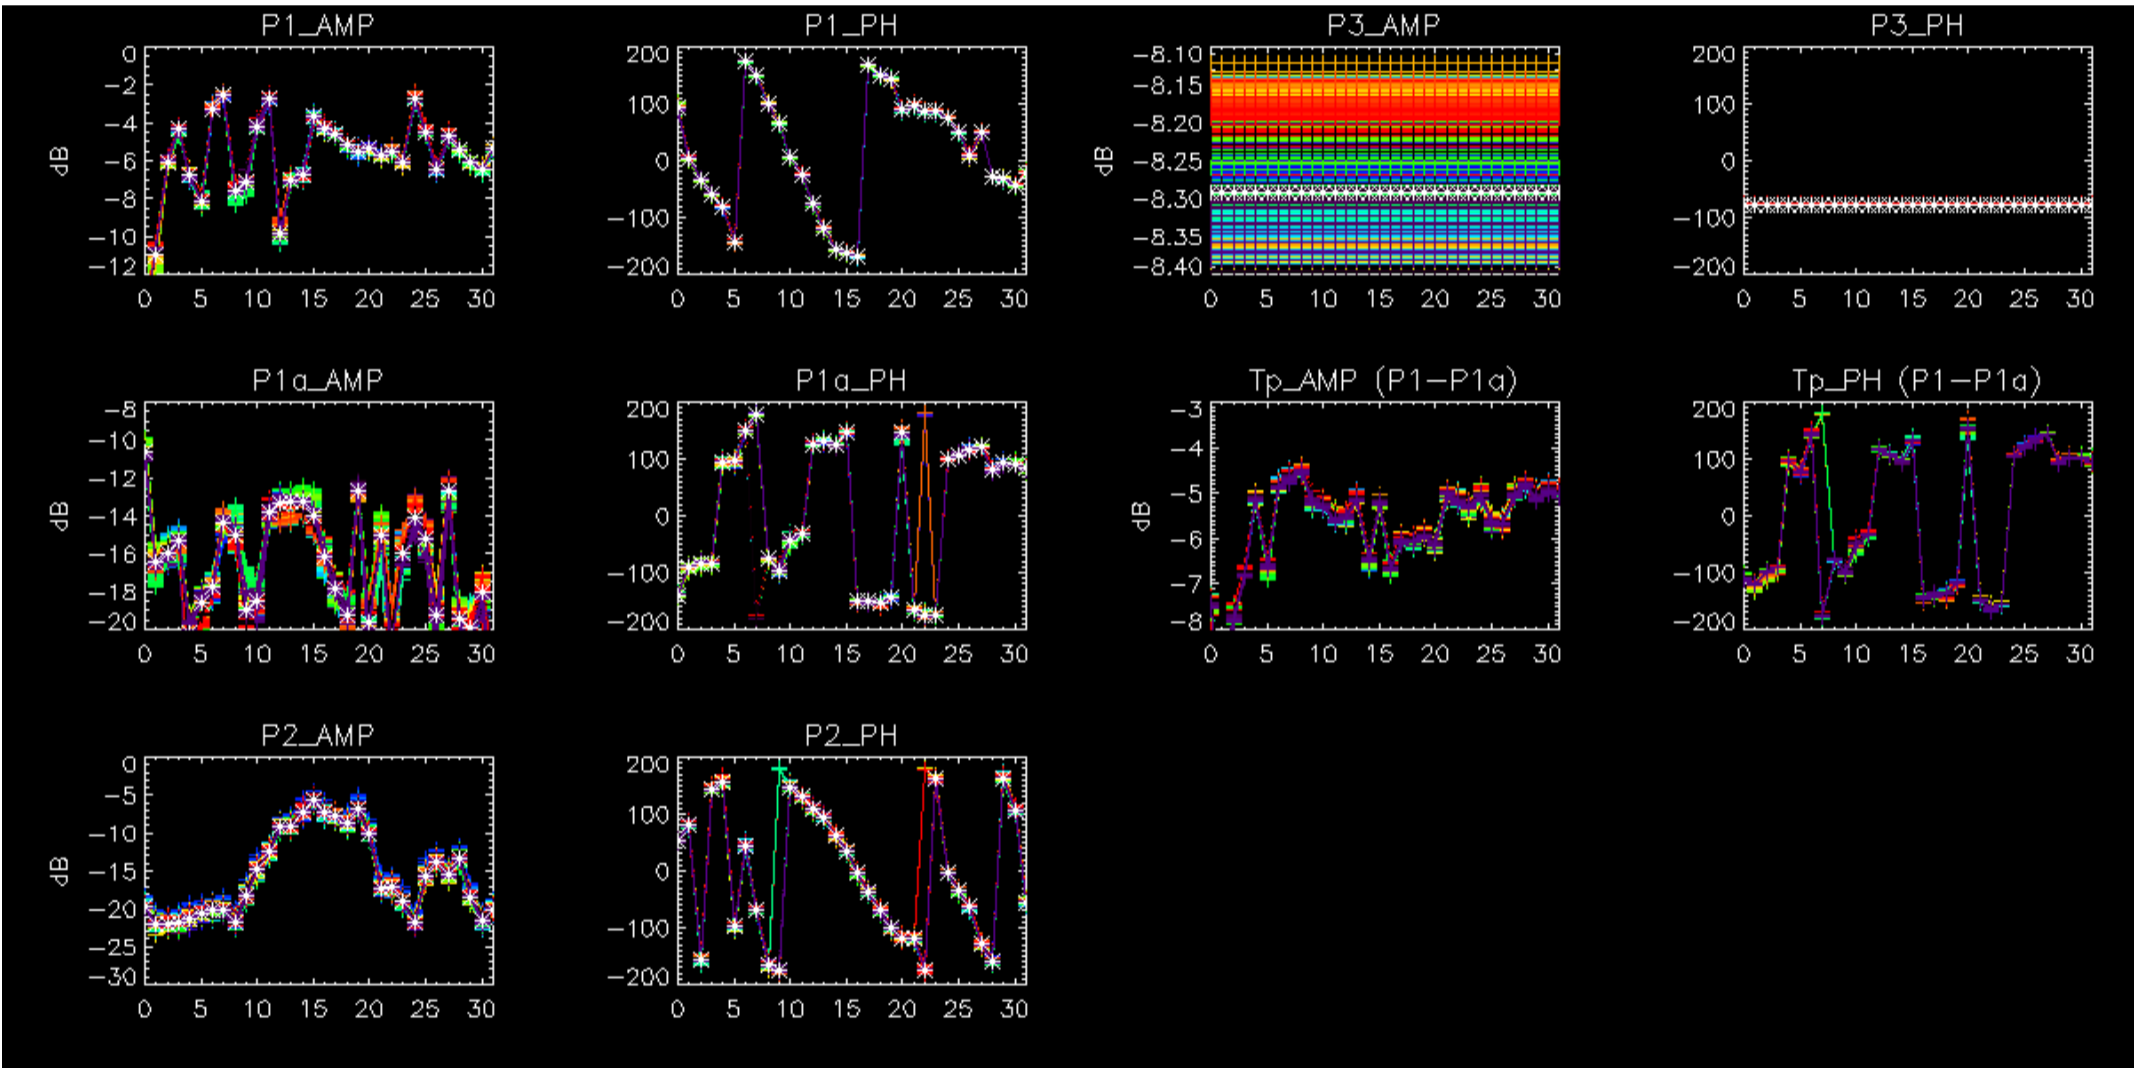 P1_AMP
0
-2
-4
-6
-8
-10
-12
dB
0 5 10 15 20 25 30
P1_PH
200
100
0
-100
-200
0 5 10 15 20 25 30
P3_AMP
-8.10
-8.15
-8.20
-8.25
-8.30
-8.35
-8.40
dB
0 5 10 15 20 25 30
P3_PH
200
100
0
-100
-200
0 5 10 15 20 25 30
P1a_AMP
-8
-10
-12
-14
-16
-18
-20
dB
0 5 10 15 20 25 30
P1a_PH
200
100
0
-100
-200
0 5 10 15 20 25 30
Tp_AMP (P1-P1a)
-3
-4
-5
-6
-7
-8
dB
0 5 10 15 20 25 30
Tp_PH (P1-P1a)
200
100
0
-100
-200
0 5 10 15 20 25 30
P2_AMP
0
-5
-10
-15
-20
-25
-30
dB
0 5 10 15 20 25 30
P2_PH
200
100
0
-100
-200
0 5 10 15 20 25 30